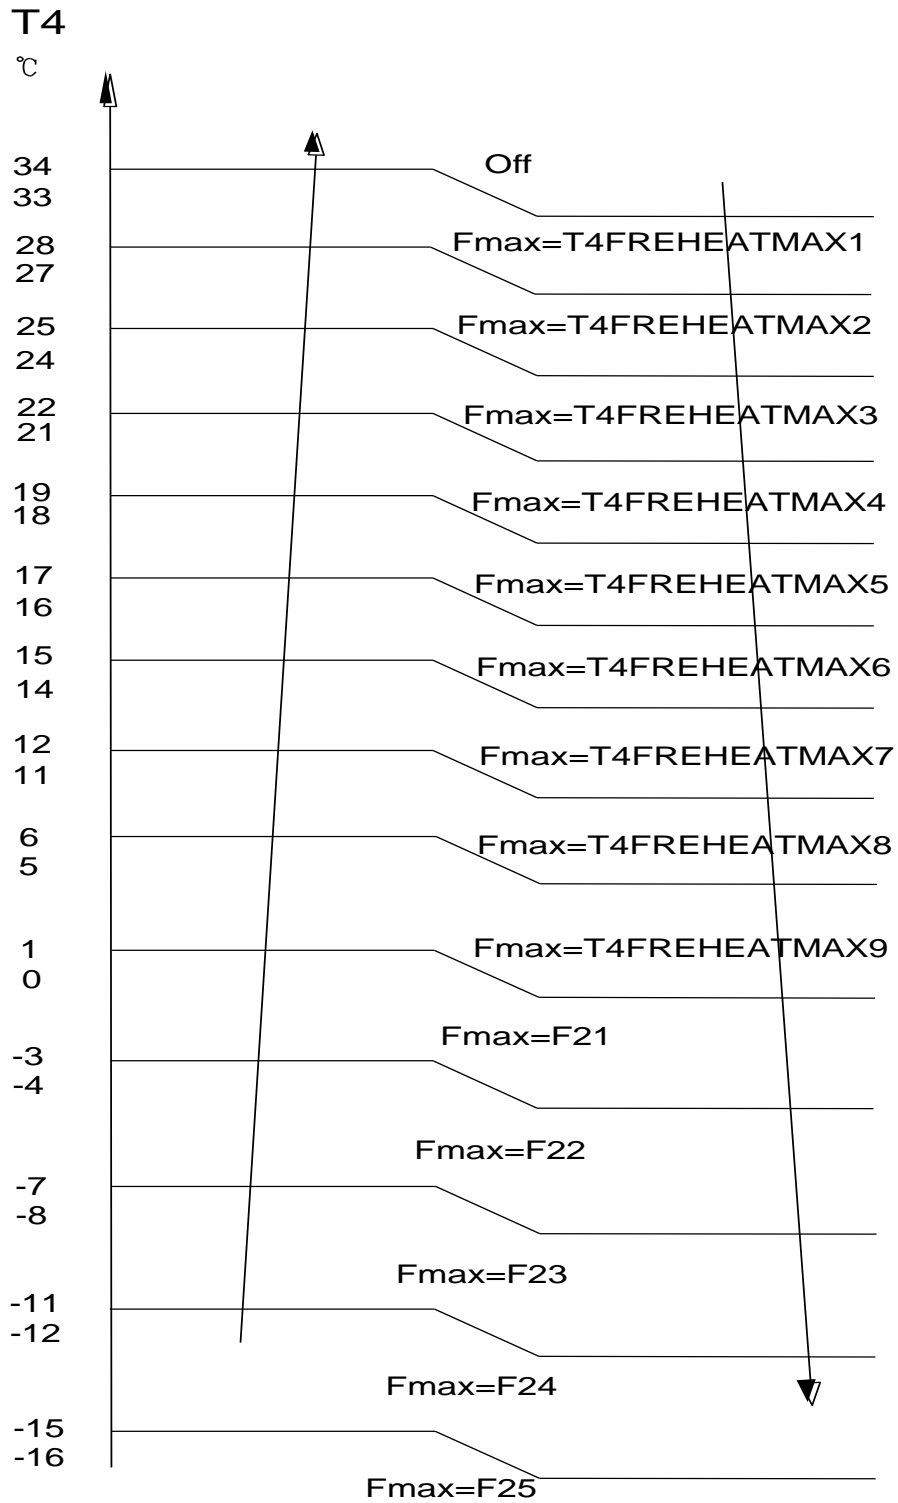 T4
℃
34
Off
33
28
Fmax=T4FREHEATMAX1
27
25
Fmax=T4FREHEATMAX2
24
22
Fmax=T4FREHEATMAX3
21
19
Fmax=T4FREHEATMAX4
18
17
Fmax=T4FREHEATMAX5
16
15
Fmax=T4FREHEATMAX6
14
12
Fmax=T4FREHEATMAX7
11
6
Fmax=T4FREHEATMAX8
5
1
Fmax=T4FREHEATMAX9
0
Fmax=F21
-3
-4
Fmax=F22
-7
-8
Fmax=F23
-11
-12
Fmax=F24
-15
-16
Fmax=F25